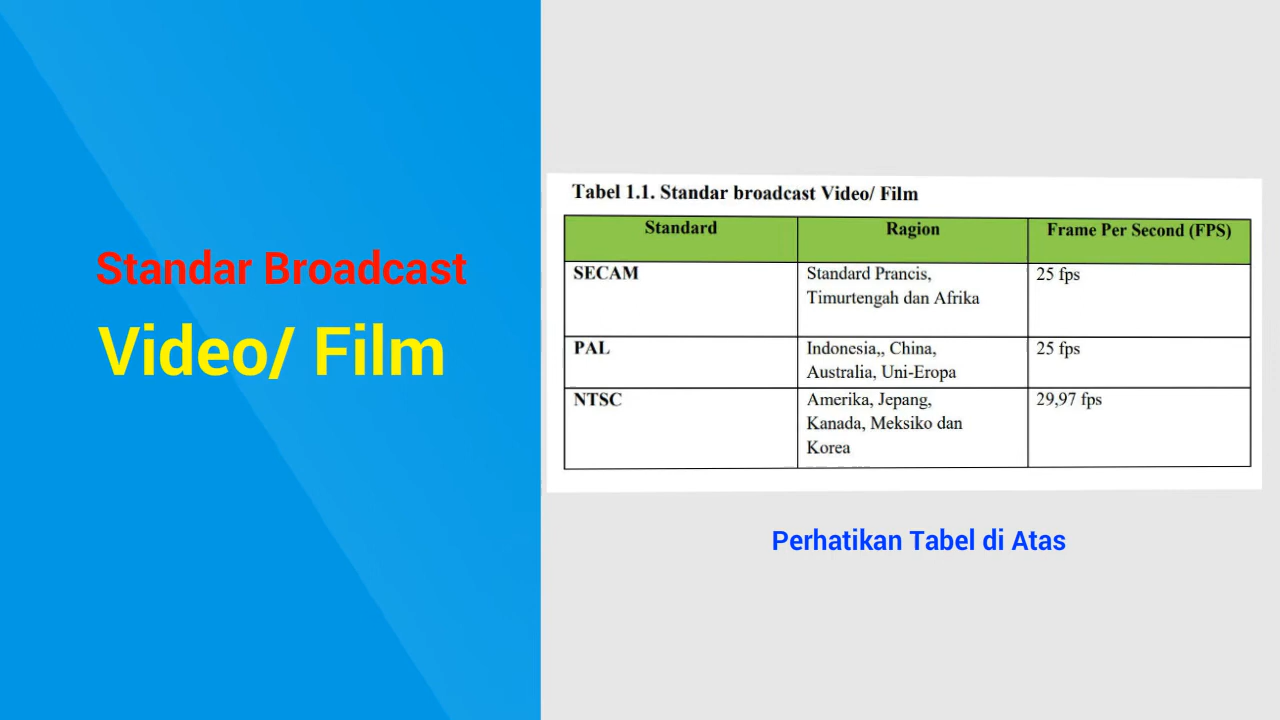 Standar Broadcast
Video/ Film
Tabel 1.1. Standar broadcast Video/ Film
Standard Ragion Frame Per Second (FPS)
SECAM Standard Prancis, 25 fps
Timurtengah dan Afrika
PAL Indonesia,, China, 25 fps
Australia, Uni-Eropa
NTSC Amerika, Jepang, 29,97 fps
Kanada, Meksiko dan
Korea
Perhatikan Tabel di Atas